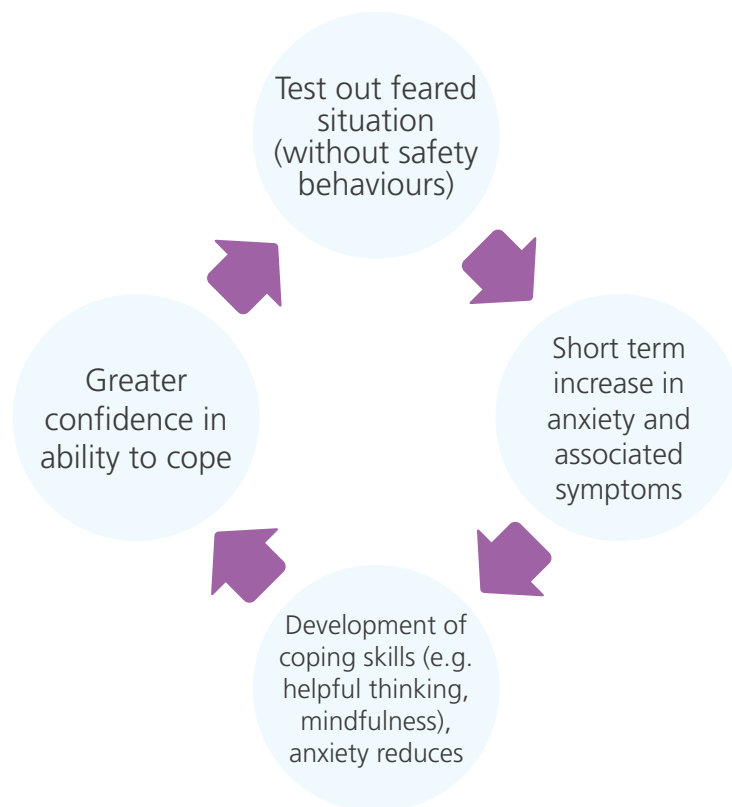 Test out feared
situation
(without safety
behaviours)
Short term
increase in
anxiety and
associated
symptoms
Development of
coping skills (e.g.
helpful thinking,
mindfulness),
anxiety reduces
Greater
confidence in
ability to cope